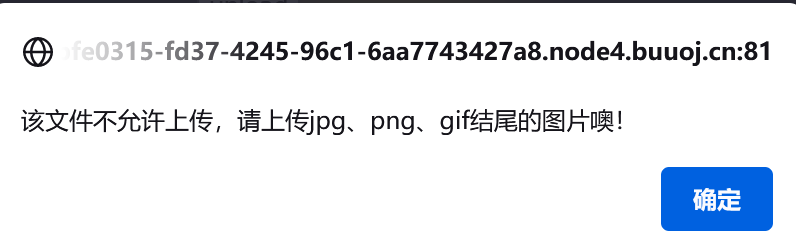 ofe0315-fd37-4245-96c1-6aa7743427a8.node4.buuoj.cn:81
该文件不允许上传，请上传jpg、png、gif结尾的图片噢！
确定